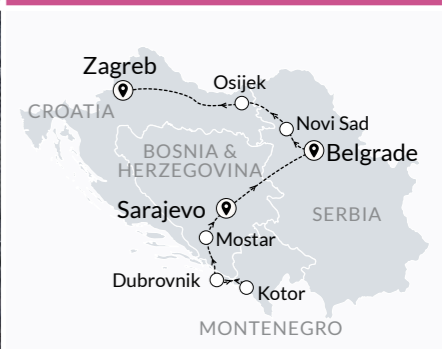 Zagreb
Osijek
CROATIA
Novi Sad
BOSNIA &
HERZEGOVINA
Belgrade
Sarajevo
SERBIA
Mostar
Dubrovnik
Kotor
MONTENEGRO